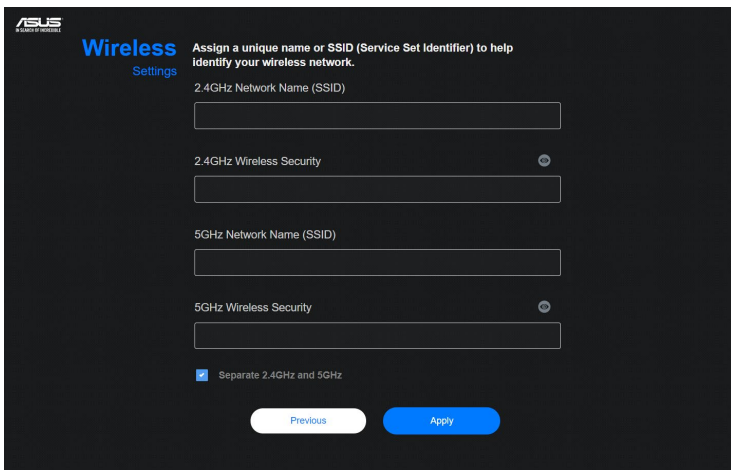 ASUS
IN SEARCH OF INCREDIBLE
Wireless
Settings
Assign a unique name or SSID (Service Set Identifier) to help
identify your wireless network.
2.4GHz Network Name (SSID)
2.4GHz Wireless Security
5GHz Network Name (SSID)
5GHz Wireless Security
Separate 2.4GHz and 5GHz
Previous
Apply